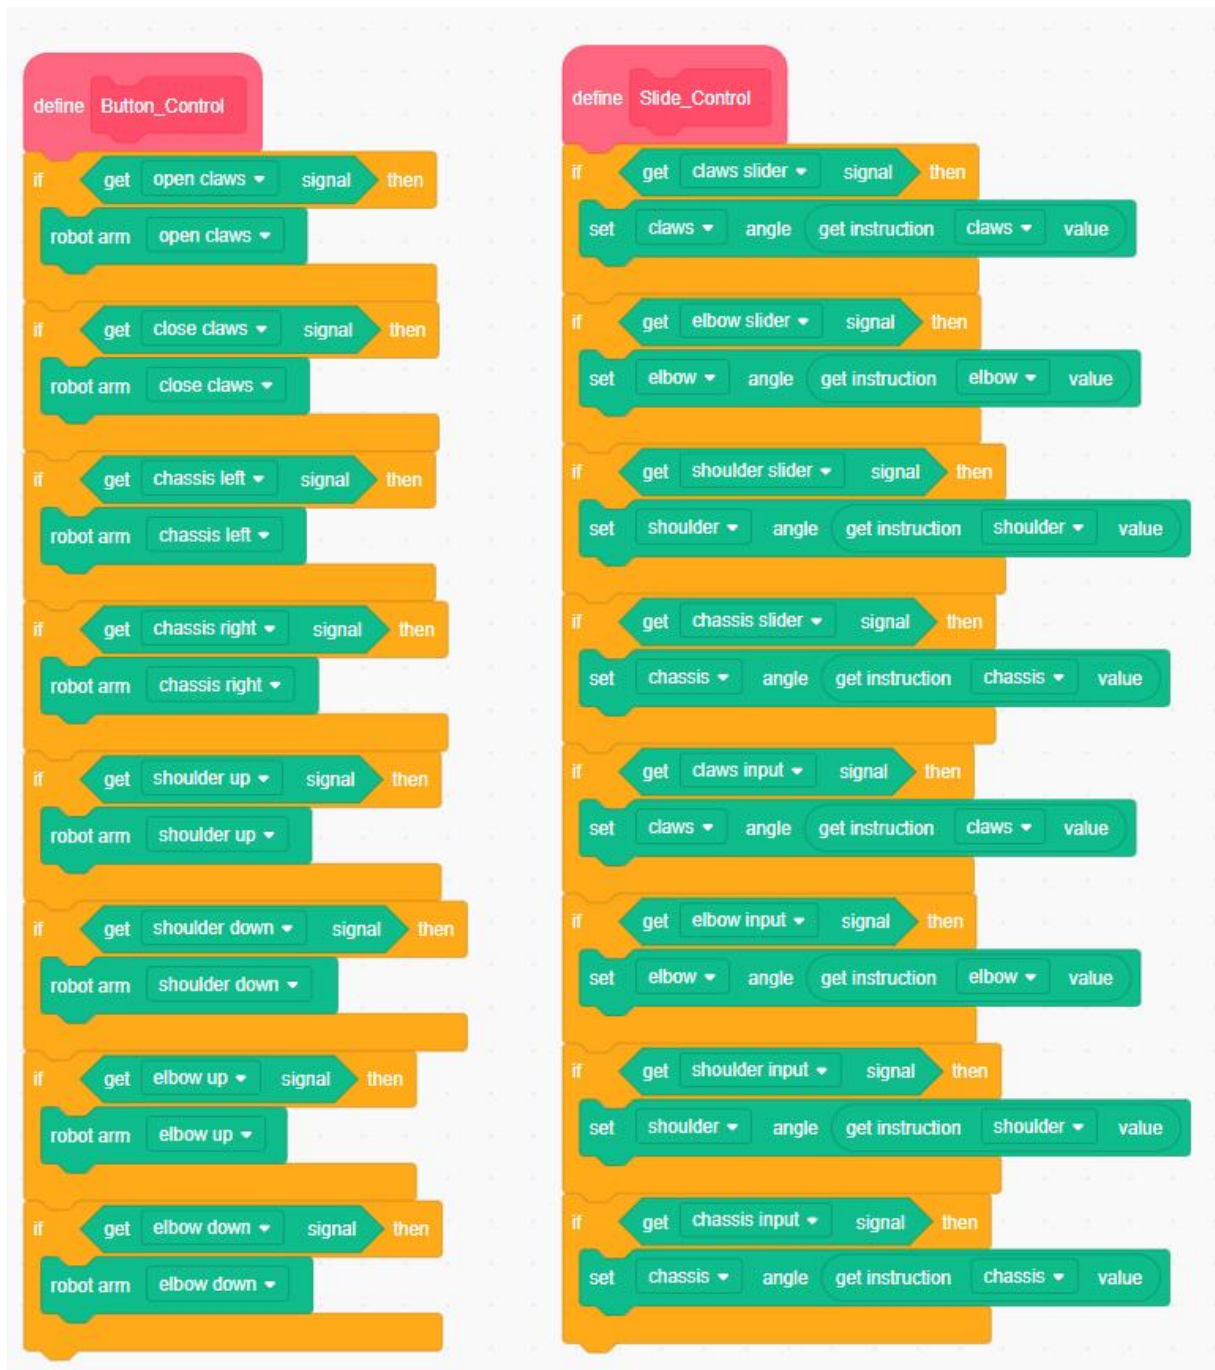 define Button_Control
if get open claws signal then
robot arm open claws
if get close claws signal then
robot arm close claws
if get chassis left signal then
robot arm chassis left
if get chassis right signal then
robot arm chassis right
if get shoulder up signal then
robot arm shoulder up
if get shoulder down signal then
robot arm shoulder down
if get elbow up signal then
robot arm elbow up
if get elbow down signal then
robot arm elbow down
define Slide_Control
if get claws slider signal then
set claws angle get instruction claws value
if get elbow slider signal then
set elbow angle get instruction elbow value
if get shoulder slider signal then
set shoulder angle get instruction shoulder value
if get chassis slider signal then
set chassis angle get instruction chassis value
if get claws input signal then
set claws angle get instruction claws value
if get elbow input signal then
set elbow angle get instruction elbow value
if get shoulder input signal then
set shoulder angle get instruction shoulder value
if get chassis input signal then
set chassis angle get instruction chassis value